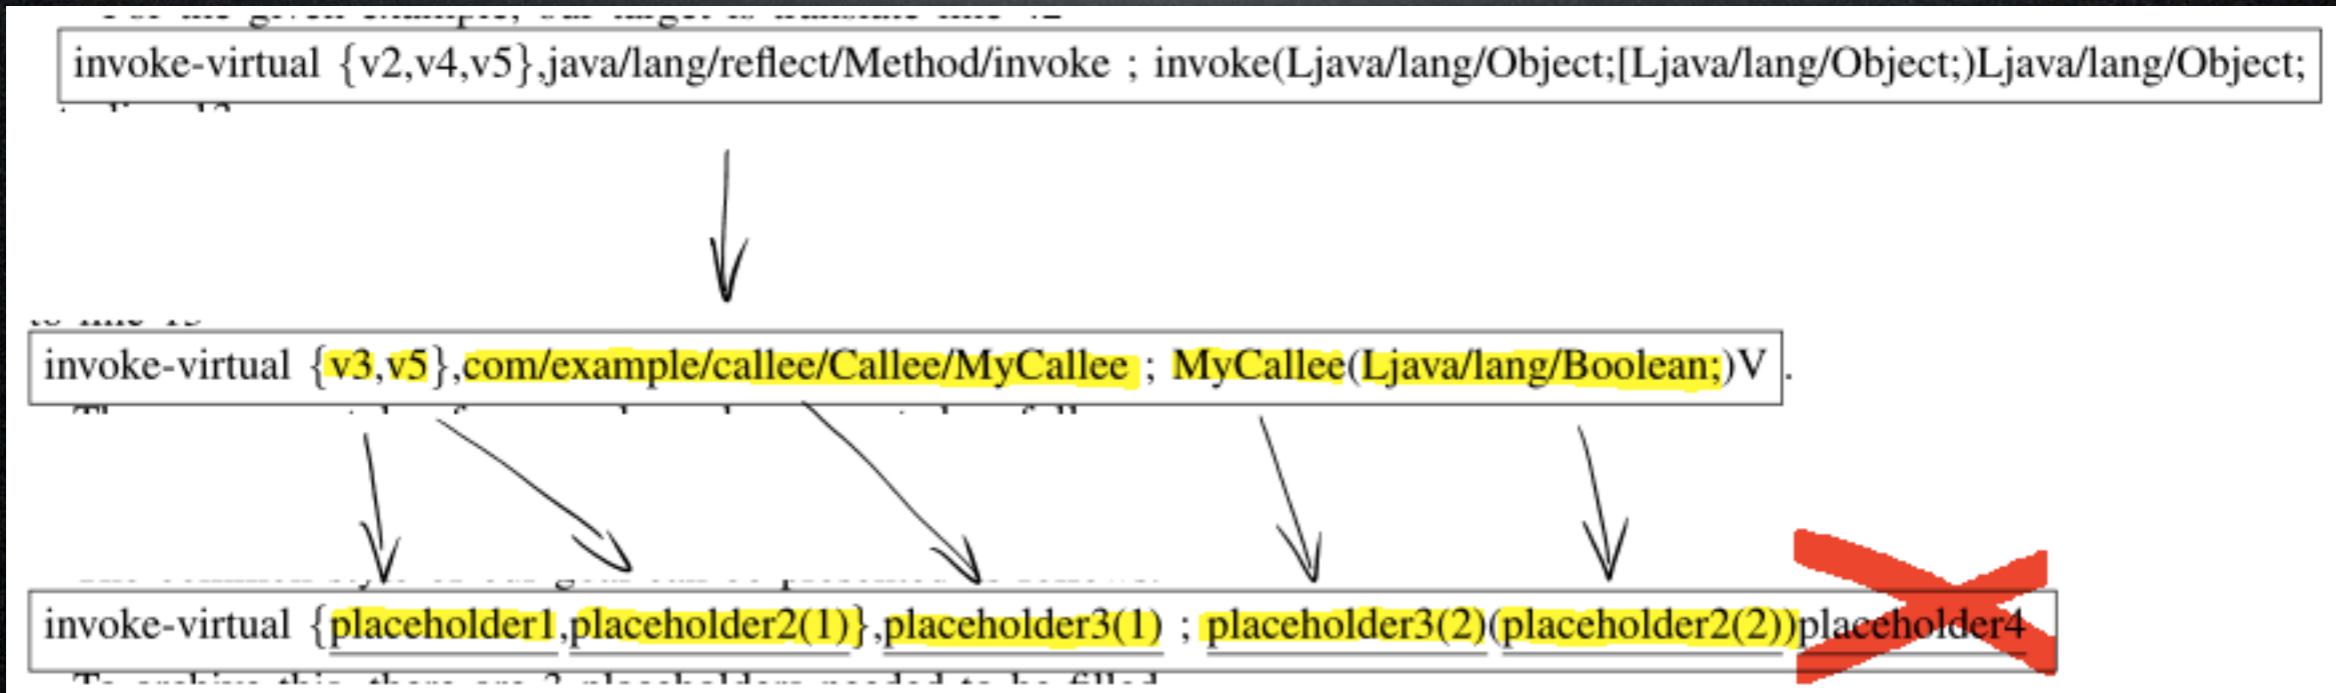 invoke-virtual {v2,v4,v5},java/lang/reflect/Method/invoke ; invoke(Ljava/lang/Object;[Ljava/lang/Object;)Ljava/lang/Object;
invoke-virtual {v3,v5},com/example/callee/Callee/MyCallee ; MyCallee(Ljava/lang/Boolean;)V .
invoke-virtual {placeholder1,placeholder2(1)},placeholder3(1) ; placeholder3(2)(placeholder2(2))placeholder4